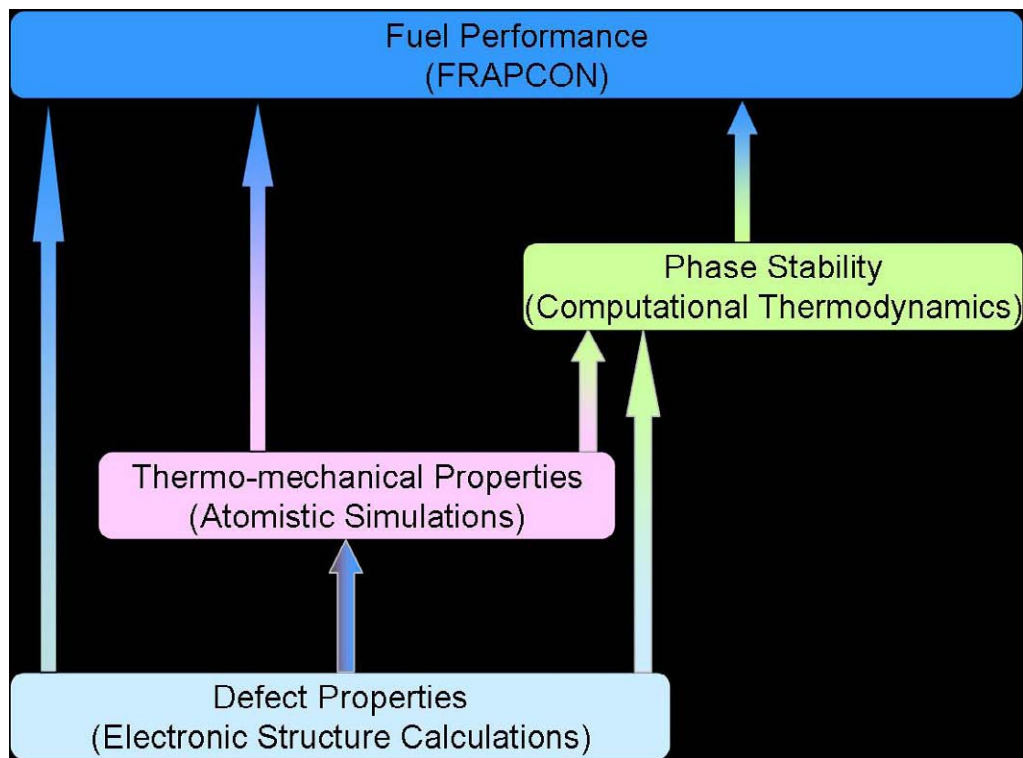 Fuel Performance
(FRAPCON)
Phase Stability
(Computational Thermodynamics)
Thermo-mechanical Properties
(Atomistic Simulations)
Defect Properties
(Electronic Structure Calculations)